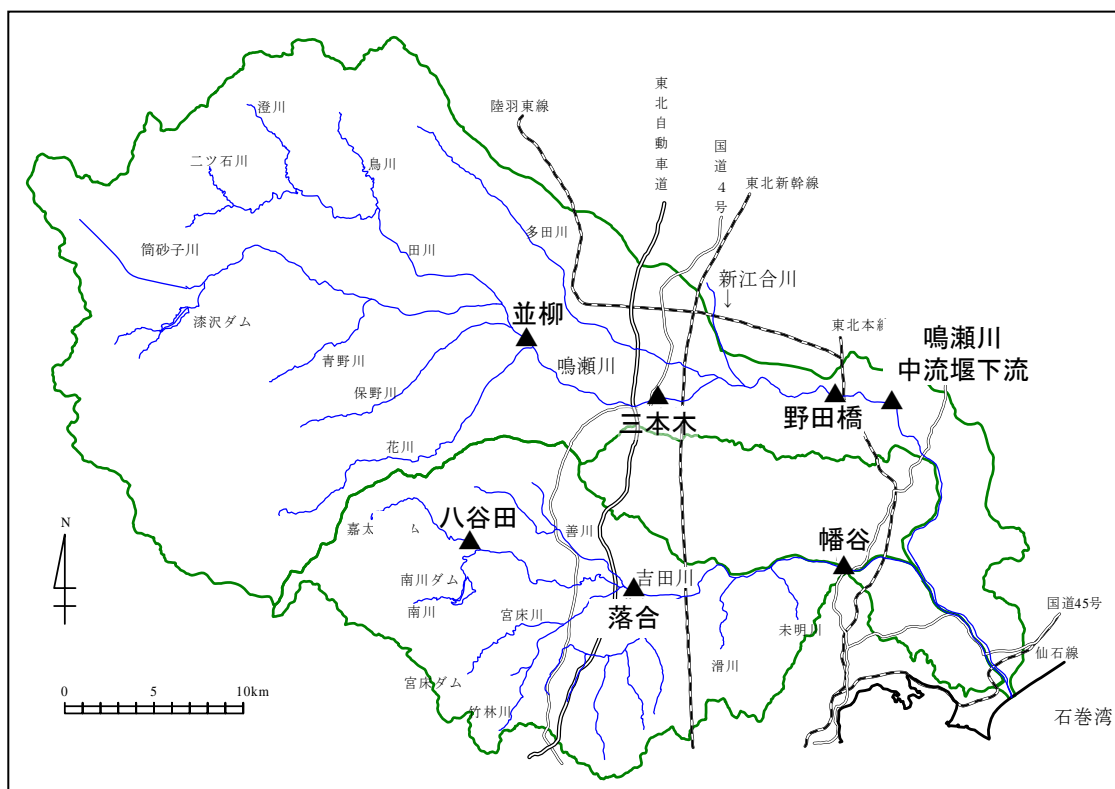 陸羽東線
東北自動車道
国道4号
東北新幹線
澄川
二ツ石川
鳥川
多田川
筒砂子川
田川
新江合川
漆沢ダム
並柳
東北本線
鳴瀬川
中流堰下流
青野川
鳴瀬川
保野川
三本木
野田橋
花川
N
嘉太
ム
八谷田
善川
幡谷
南川ダム
吉田川
南川
宮床川
落合
未明川
国道45号
滑川
仙石線
宮床ダム
竹林川
石巻湾
0 5 10km